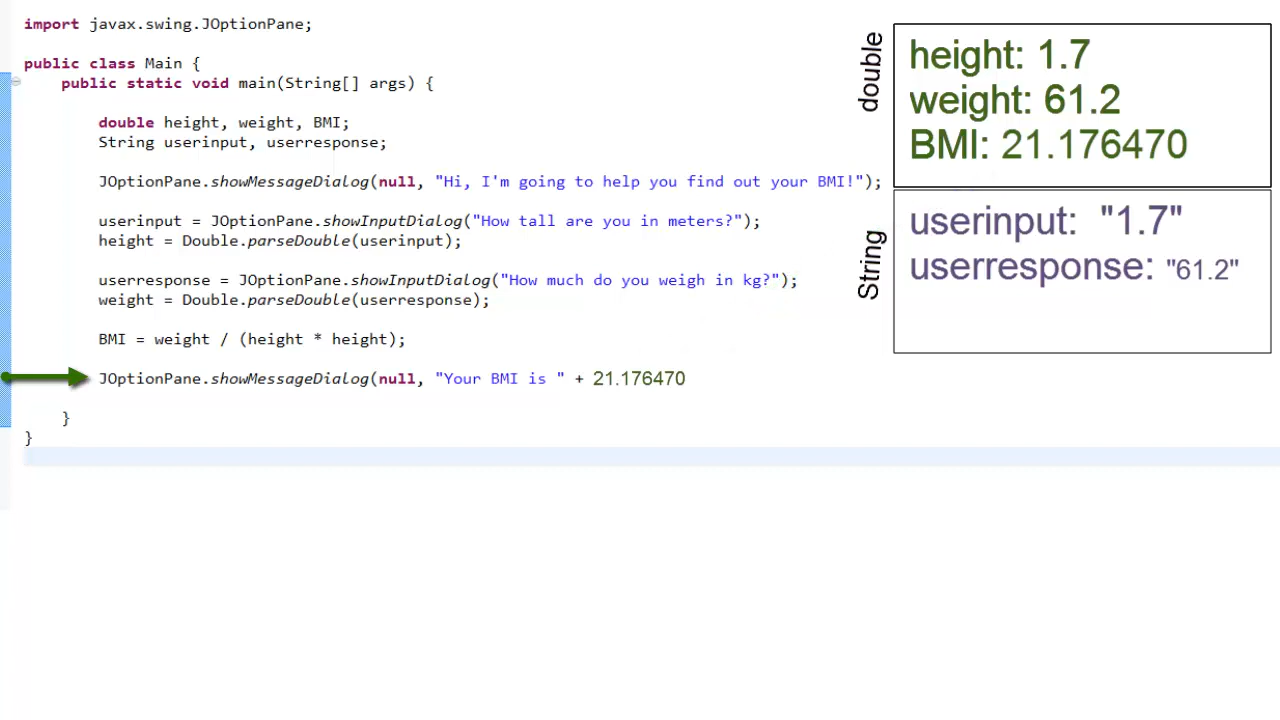 import javax.swing.JOptionPane;
public class Main {
public static void main(String[] args) {
double height, weight, BMI;
String userinput, userresponse;
JOptionPane.showMessageDialog(null, "Hi, I'm going to help you find out your BMI!");
userinput = JOptionPane.showInputDialog("How tall are you in meters?");
height = Double.parseDouble(userinput);
userresponse = JOptionPane.showInputDialog("How much do you weigh in kg?");
weight = Double.parseDouble(userresponse);
BMI = weight / (height * height);
JOptionPane.showMessageDialog(null, "Your BMI is " + 21.176470
}
}
double
height: 1.7
weight: 61.2
BMI: 21.176470
String
userinput: "1.7"
userresponse: "61.2"